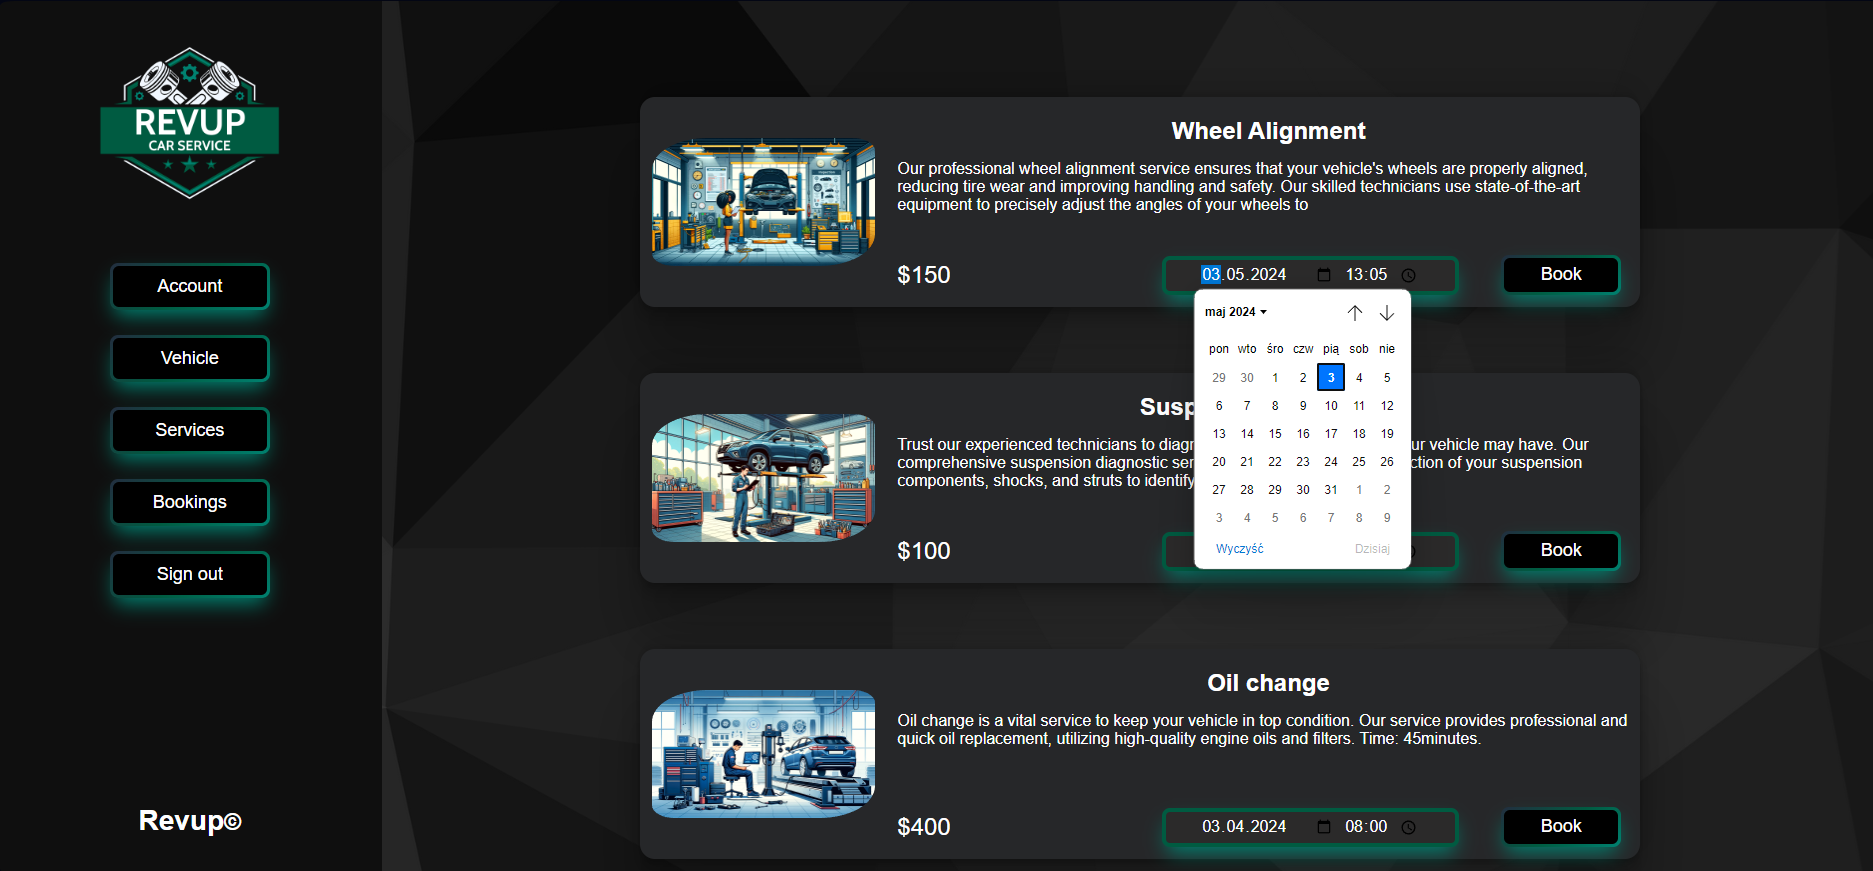 REVUP
CAR SERVICE
Account
Vehicle
Services
Bookings
Sign out
Revup©
Wheel Alignment
Our professional wheel alignment service ensures that your vehicle's wheels are properly aligned,
reducing tire wear and improving handling and safety. Our skilled technicians use state-of-the-art
equipment to precisely adjust the angles of your wheels to
$150
03.05.2024 13:05
Book
maj 2024
pon wto śro czw pią sob nie
29 30 1 2 3 4 5
6 7 8 9 10 11 12
13 14 15 16 17 18 19
20 21 22 23 24 25 26
27 28 29 30 31 1 2
3 4 5 6 7 8 9
Wyczyść Dzisiaj
Susp
Trust our experienced technicians to diagn ur vehicle may have. Our
comprehensive suspension diagnostic ser ction of your suspension
components, shocks, and struts to identify
$100
Book
Oil change
Oil change is a vital service to keep your vehicle in top condition. Our service provides professional and
quick oil replacement, utilizing high-quality engine oils and filters. Time: 45minutes.
$400
03.04.2024 08:00
Book